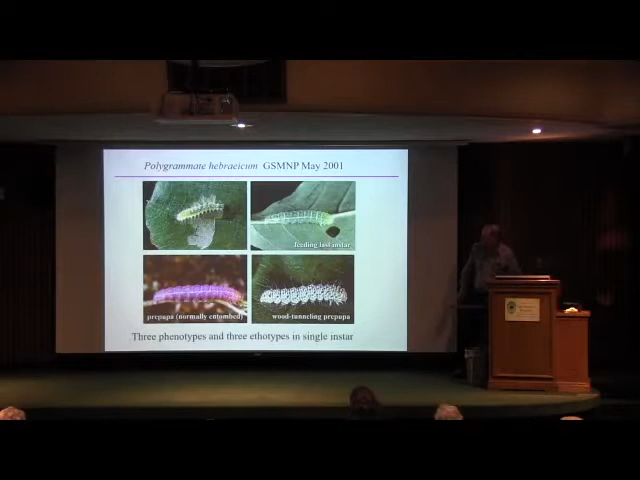 Polygrammate hebraeicum GSMNP May 2001
feeding last instar
prepupa (normally entombed)
wood-tunneling prepupa
Three phenotypes and three ethotypes in single instar